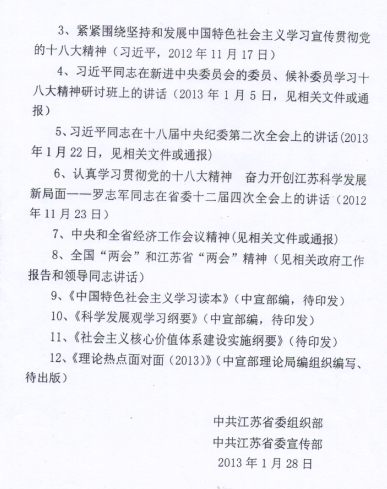 3、紧紧围绕坚持和发展中国特色社会主义学习宣传贯彻党
的十八大精神（习近平，2012 年 11 月 17 日）
4、习近平同志在新进中央委员会的委员、候补委员学习十
八大精神研讨班上的讲话（2013 年 1 月 5 日，见相关文件或通
报）
5、习近平同志在十八届中央纪委第二次全会上的讲话(2013
年 1 月 22 日，见相关文件或通报)
6、认真学习贯彻党的十八大精神　奋力开创江苏科学发展
新局面——罗志军同志在省委十二届四次全会上的讲话（2012
年 11 月 23 日）
7、中央和全省经济工作会议精神(见相关文件或通报)
8、全国“两会”和江苏省“两会”精神（见相关政府工作
报告和领导同志讲话）
9、《中国特色社会主义学习读本》（中宣部编，待印发）
10、《科学发展观学习纲要》（中宣部编，待印发）
11、《社会主义核心价值体系建设实施纲要》（待印发）
12、《理论热点面对面（2013）》（中宣部理论局编组织编写、
待出版）
中共江苏省委组织部
中共江苏省委宣传部
2013 年 1 月 28 日